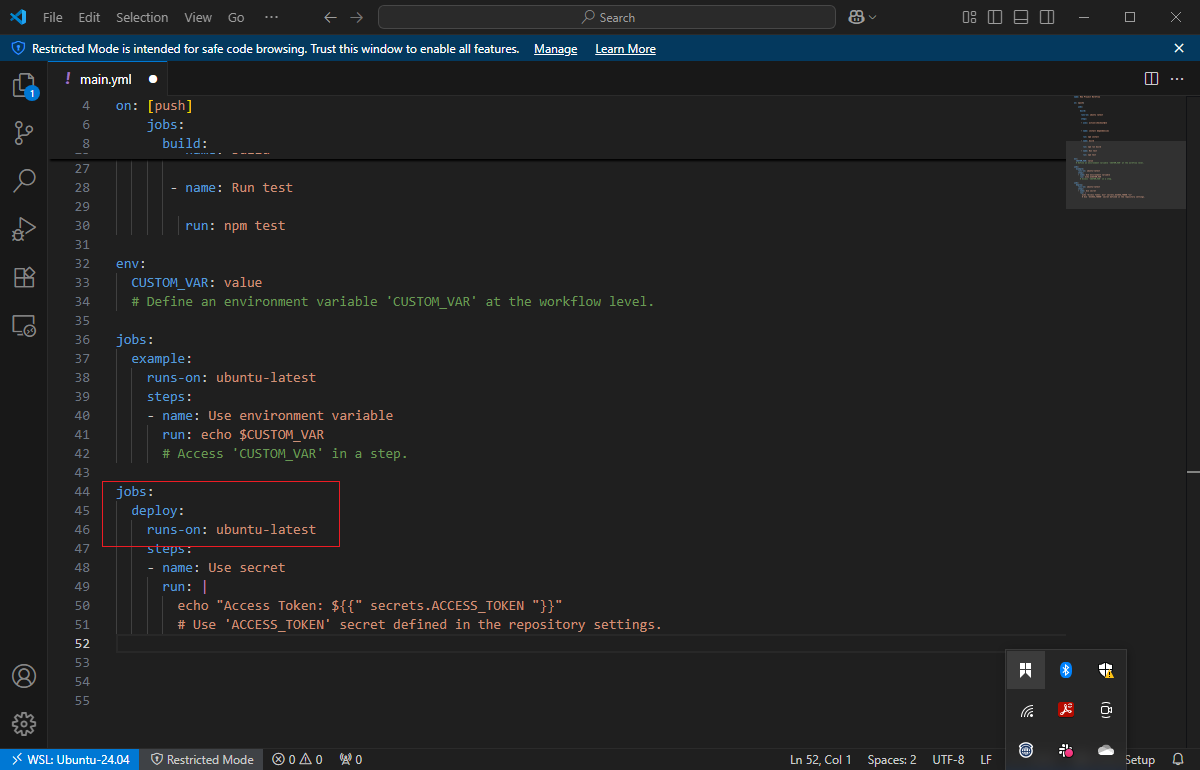 File Edit Selection View Go ··· Search
Restricted Mode is intended for safe code browsing. Trust this window to enable all features. Manage Learn More
1
! main.yml
4 on: [push]
6 jobs:
8 build:
27
28 - name: Run test
29
30 run: npm test
31
32 env:
33 CUSTOM_VAR: value
34 # Define an environment variable 'CUSTOM_VAR' at the workflow level.
35
36 jobs:
37 example:
38 runs-on: ubuntu-latest
39 steps:
40 - name: Use environment variable
41 run: echo $CUSTOM_VAR
42 # Access 'CUSTOM_VAR' in a step.
43
44 jobs:
45 deploy:
46 runs-on: ubuntu-latest
47 steps:
48 - name: Use secret
49 run: |
50 echo "Access Token: ${{" secrets.ACCESS_TOKEN "}}"
51 # Use 'ACCESS_TOKEN' secret defined in the repository settings.
52
53
54
55
WSL: Ubuntu-24.04 Restricted Mode 0 0 0 Ln 52, Col 1 Spaces: 2 UTF-8 LF Setup